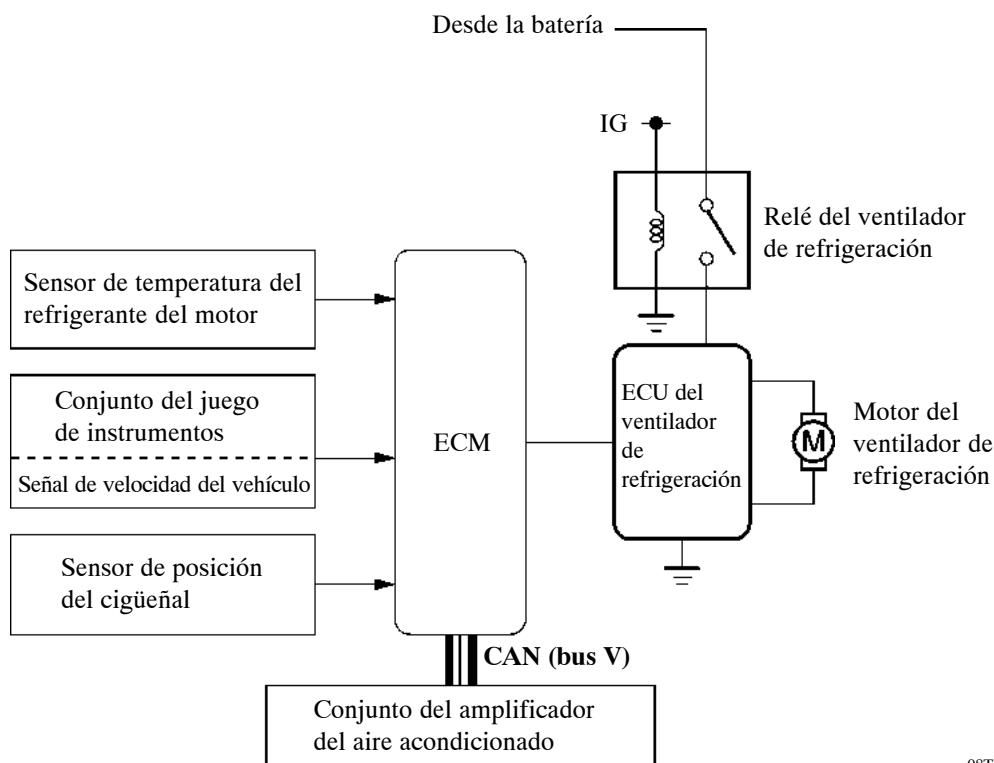 Desde la batería
IG
Relé del ventilador
de refrigeración
Sensor de temperatura del
refrigerante del motor
Conjunto del juego
de instrumentos
Señal de velocidad del vehículo
Sensor de posición
del cigüeñal
ECM
ECU del
ventilador
de
refrigeración
M
Motor del
ventilador de
refrigeración
CAN (bus V)
Conjunto del amplificador
del aire acondicionado